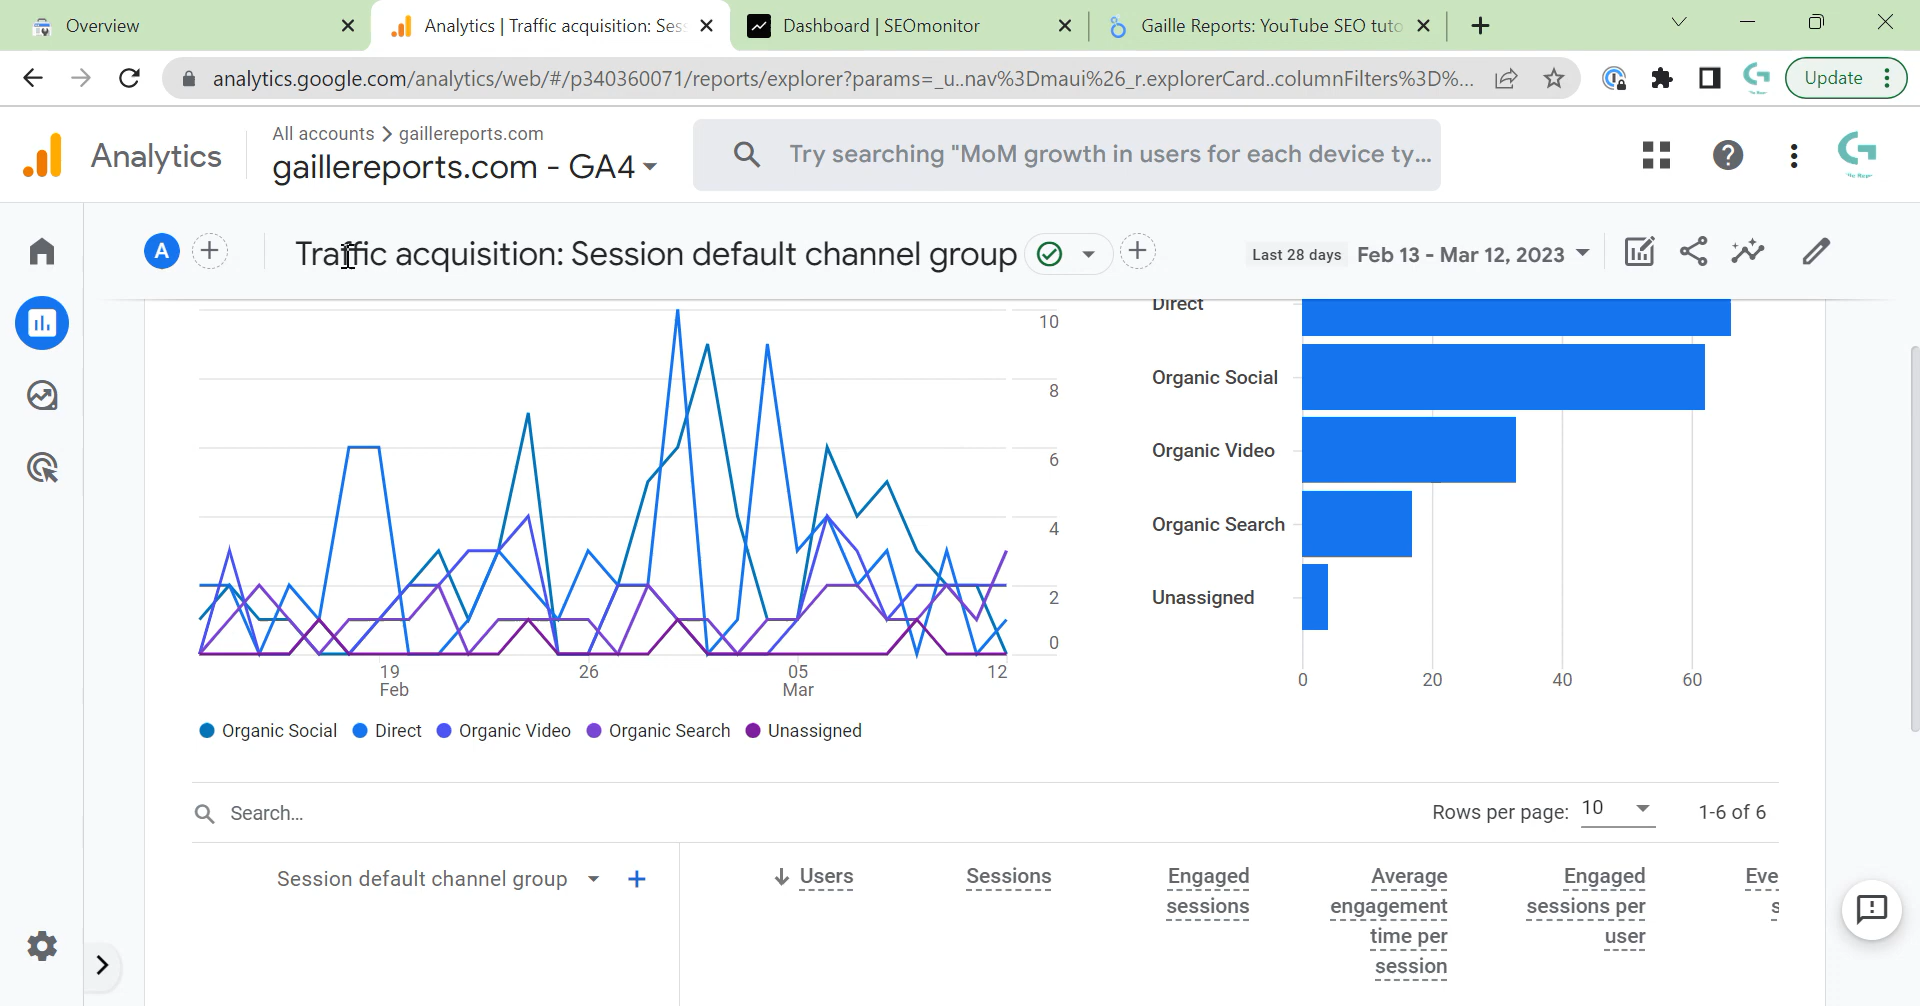 Overview
Analytics | Traffic acquisition: Ses
Dashboard | SEOmonitor
Gaille Reports: YouTube SEO tuto
analytics.google.com/analytics/web/#/p340360071/reports/explorer?params=_u..nav%3Dmaui%26_r.explorerCard..columnFilters%3D%...
Update
Analytics
All accounts > gaillereports.com
gaillereports.com - GA4
Try searching "MoM growth in users for each device ty...
A
Traffic acquisition: Session default channel group
Last 28 days Feb 13 - Mar 12, 2023
10
8
6
4
2
0
19
Feb
26
05
Mar
12
Organic Social
Direct
Organic Video
Organic Search
Unassigned
Direct
Organic Social
Organic Video
Organic Search
Unassigned
0
20
40
60
Search...
Rows per page: 10
1-6 of 6
Session default channel group
Users
Sessions
Engaged
sessions
Average
engagement
time per
session
Engaged
sessions per
user
Eve
s